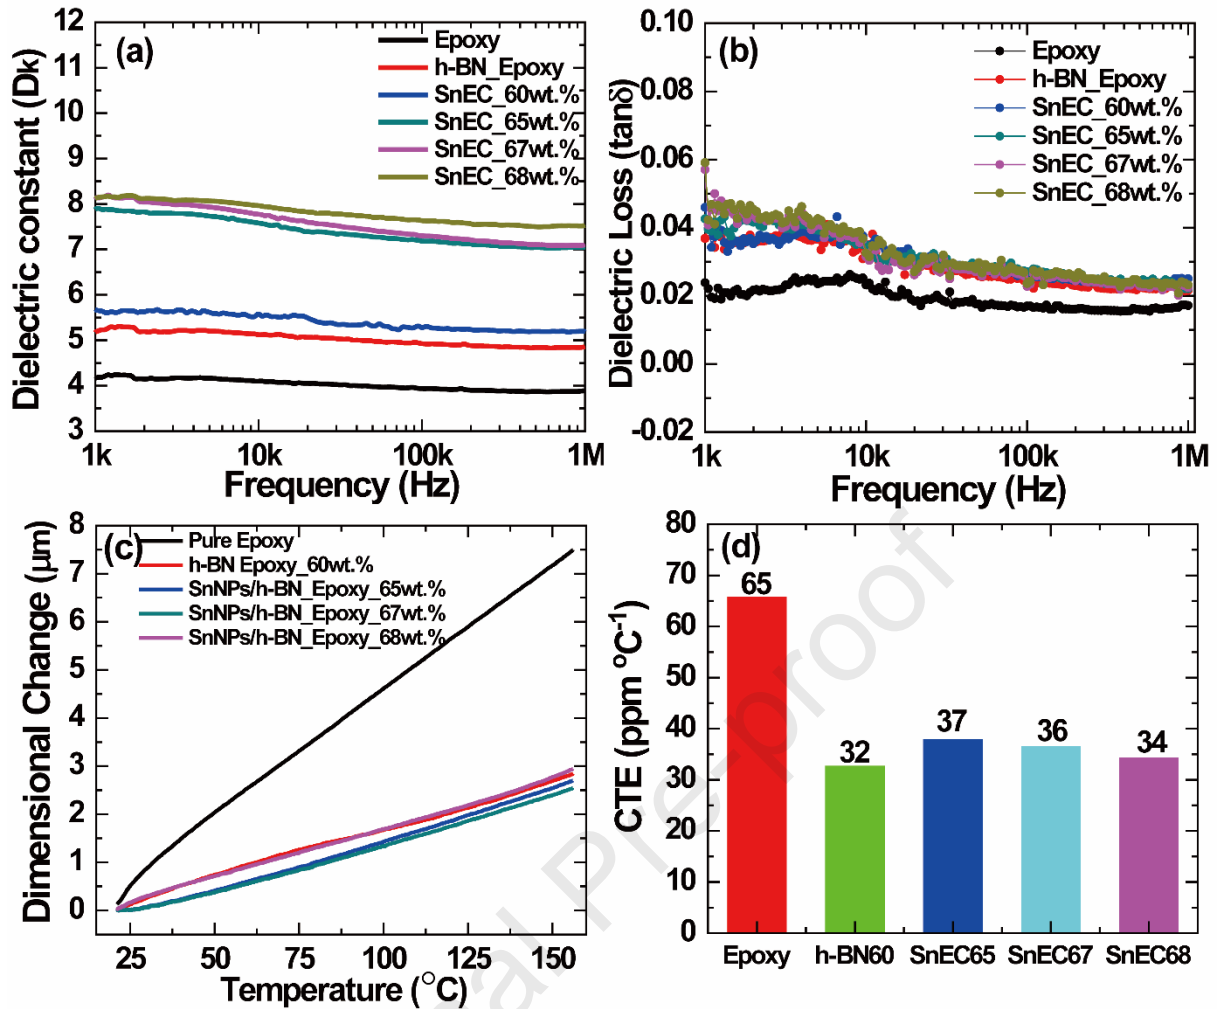 (a)
Epoxy
h-BN_Epoxy
SnEC_60wt.%
SnEC_65wt.%
SnEC_67wt.%
SnEC_68wt.%
Dielectric constant (Dk)
12
11
10
9
8
7
6
5
4
3
1k 10k 100k 1M
Frequency (Hz)
(b)
Epoxy
h-BN_Epoxy
SnEC_60wt.%
SnEC_65wt.%
SnEC_67wt.%
SnEC_68wt.%
Dielectric Loss (tanδ)
0.10
0.08
0.06
0.04
0.02
0.00
-0.02
1k 10k 100k 1M
Frequency (Hz)
(c)
Pure Epoxy
h-BN Epoxy_60wt.%
SnNPs/h-BN_Epoxy_65wt.%
SnNPs/h-BN_Epoxy_67wt.%
SnNPs/h-BN_Epoxy_68wt.%
Dimensional Change (μm)
8
7
6
5
4
3
2
1
0
25 50 75 100 125 150
Temperature (°C)
(d)
CTE (ppm °C⁻¹)
80
70
60
50
40
30
20
10
0
65
32
37
36
34
Epoxy h-BN60 SnEC65 SnEC67 SnEC68
al Pre-proof